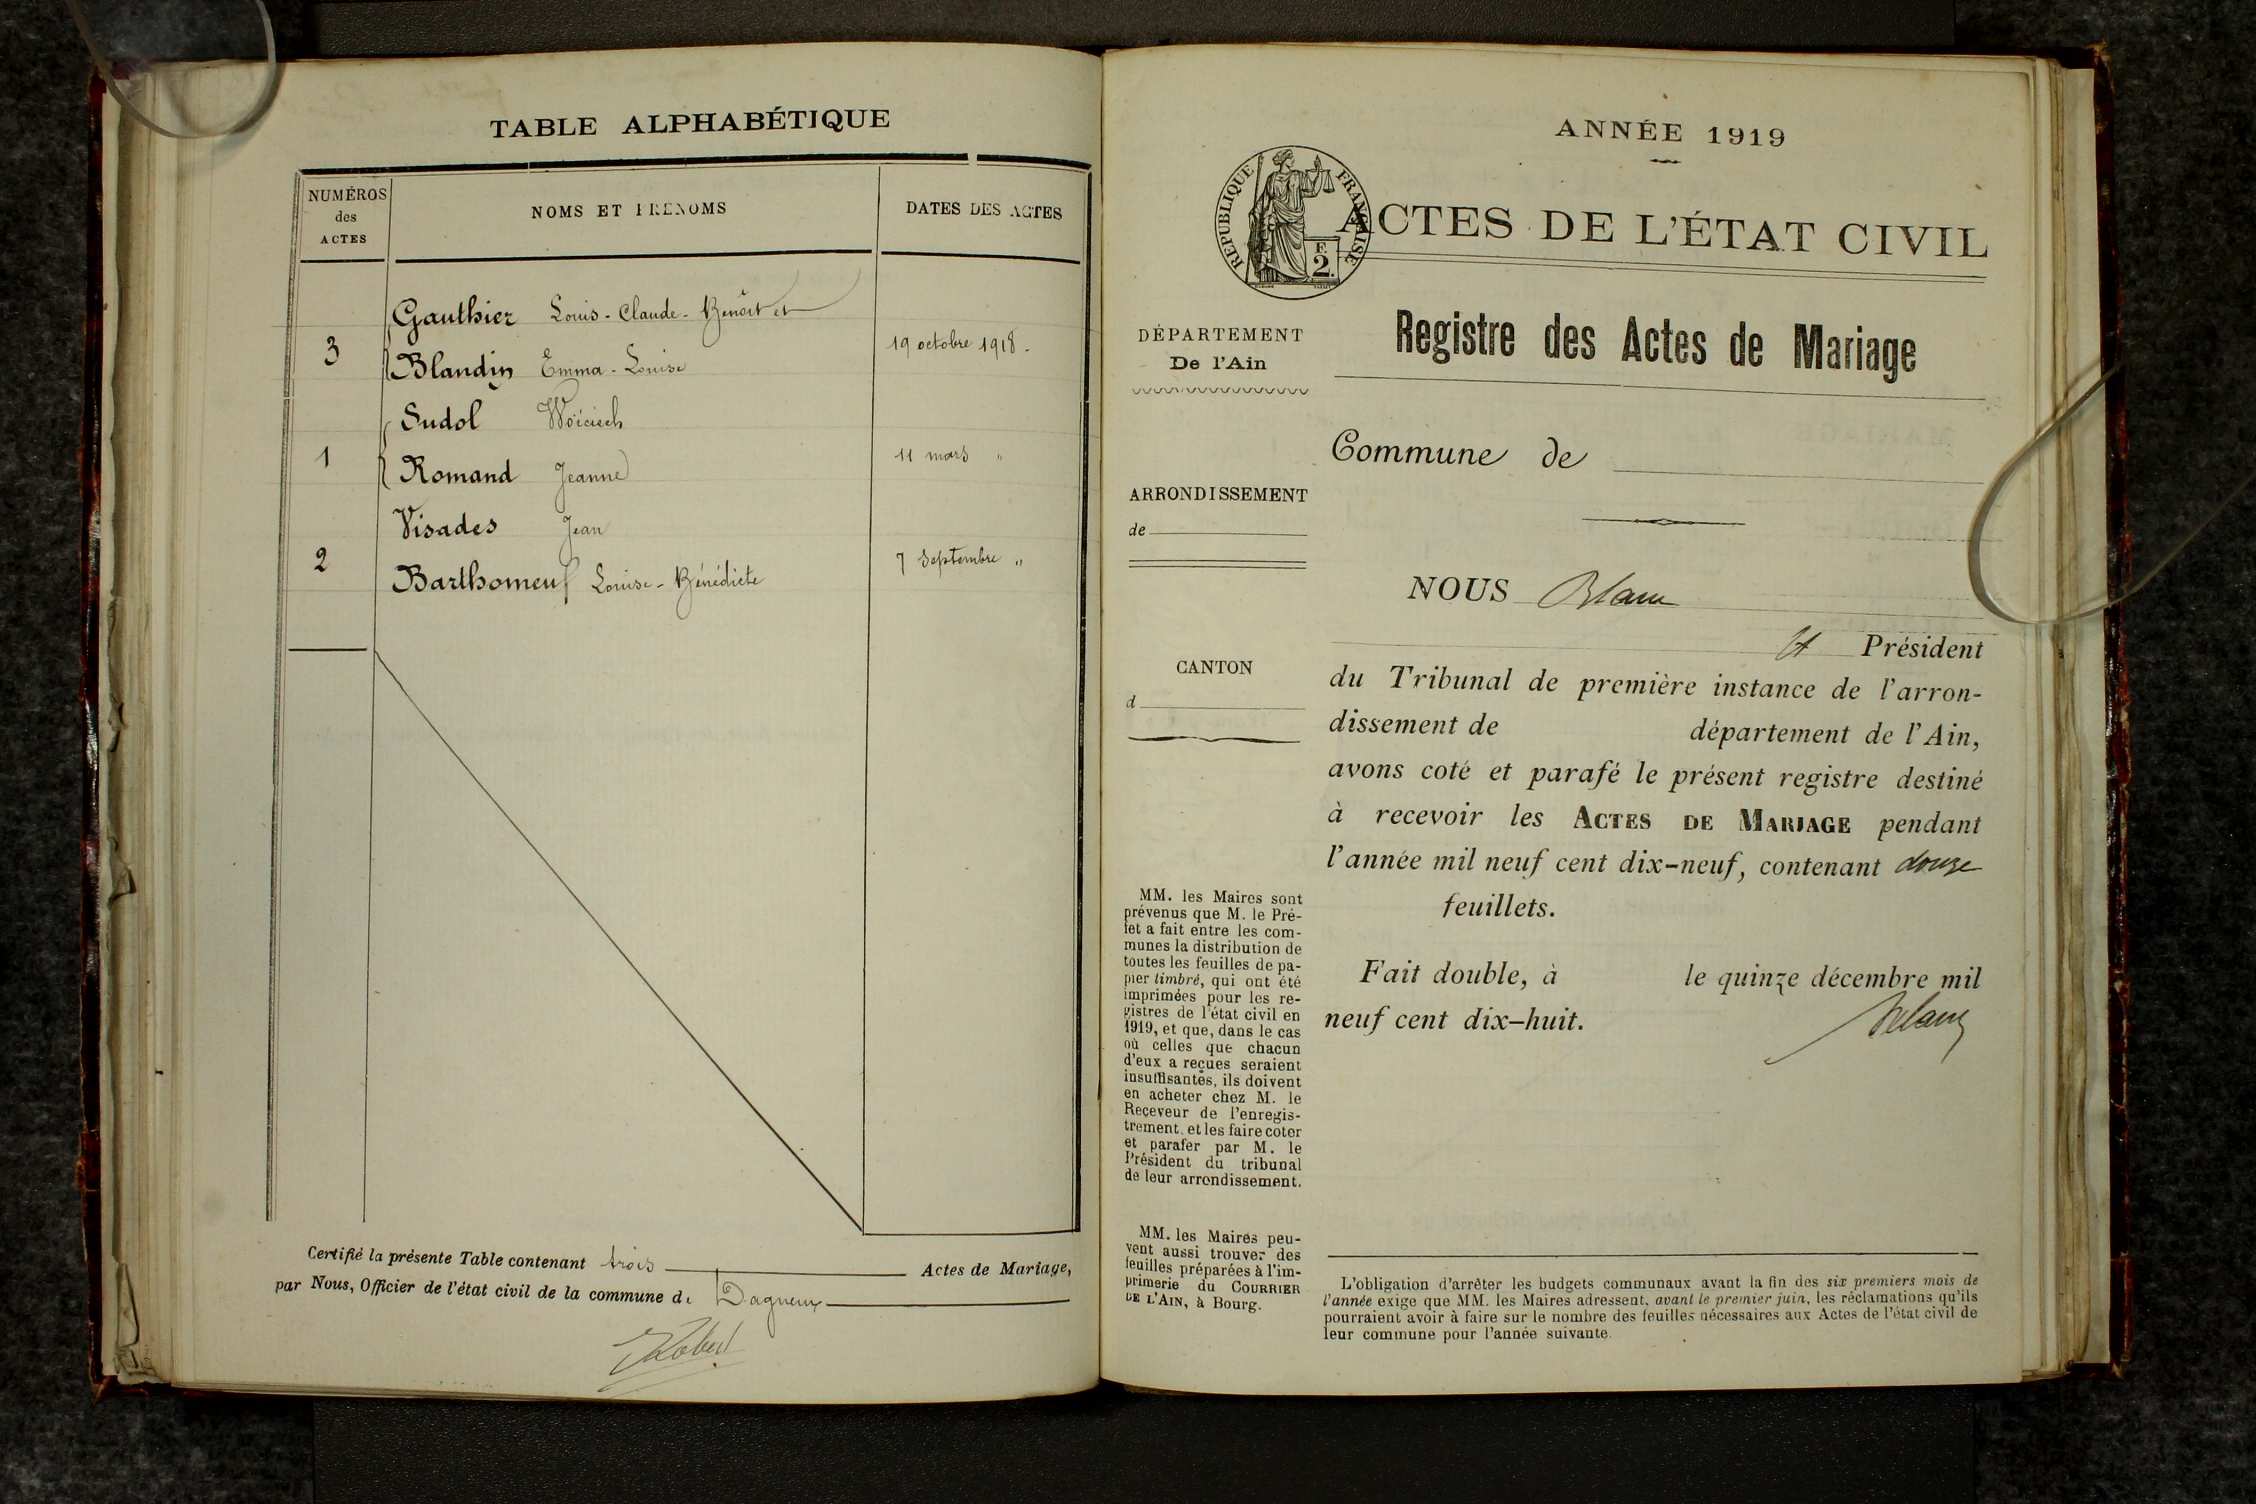 TABLE ALPHABÉTIQUE
NUMÉROS
des
ACTES
NOMS ET PRENOMS
DATES DES ACTES
Gauthier Louis - Claude - Benoît et
3
19 octobre 1918 -
Blandin Emma - Louise
Sudol Woïciech
1
11 mars "
Romand Jeanne
Visades Jean
2
7 Septembre "
Barthomeuf Louise - Bénédicte
Certifié la présente Table contenant trois Actes de Mariage,
par Nous, Officier de l'état civil de la commune de Dagneux
ANNÉE 1919
RÉPUBLIQUE FRANÇAISE
2
ACTES DE L'ÉTAT CIVIL
DÉPARTEMENT
De l'Ain
ARRONDISSEMENT
de
CANTON
d
MM. les Maires sont
prévenus que M. le Pré-
fet a fait entre les com-
munes la distribution de
toutes les feuilles de pa-
pier timbré, qui ont été
imprimées pour les re-
gistres de l'état civil en
1919, et que, dans le cas
où celles que chacun
d'eux a reçues seraient
insuffisantes, ils doivent
en acheter chez M. le
Receveur de l'enregis-
trement, et les faire coter
et parafer par M. le
Président du tribunal
de leur arrondissement.
MM. les Maires peu-
vent aussi trouver des
feuilles préparées à l'im-
primerie du COURRIER
DE L'AIN, à Bourg.
Registre des Actes de Mariage
Commune de
NOUS
Président
du Tribunal de première instance de l'arron-
dissement de département de l'Ain,
avons coté et parafé le présent registre destiné
à recevoir les ACTES DE MARIAGE pendant
l'année mil neuf cent dix-neuf, contenant douze
feuillets.
Fait double, à le quinze décembre mil
neuf cent dix-huit.
L'obligation d'arrêter les budgets communaux avant la fin des six premiers mois de
l'année exige que MM. les Maires adressent, avant le premier juin, les réclamations qu'ils
pourraient avoir à faire sur le nombre des feuilles nécessaires aux Actes de l'état civil de
leur commune pour l'année suivante.